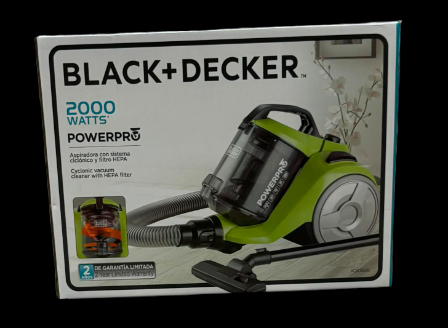 BLACK+DECKER™
2000
WATTS*
POWERPRO
Aspiradora con sistema
ciclónico y filtro HEPA
Cyclonic vacuum
cleaner with HEPA filter
POWERPRO
2
DE GARANTÍA LIMITADA